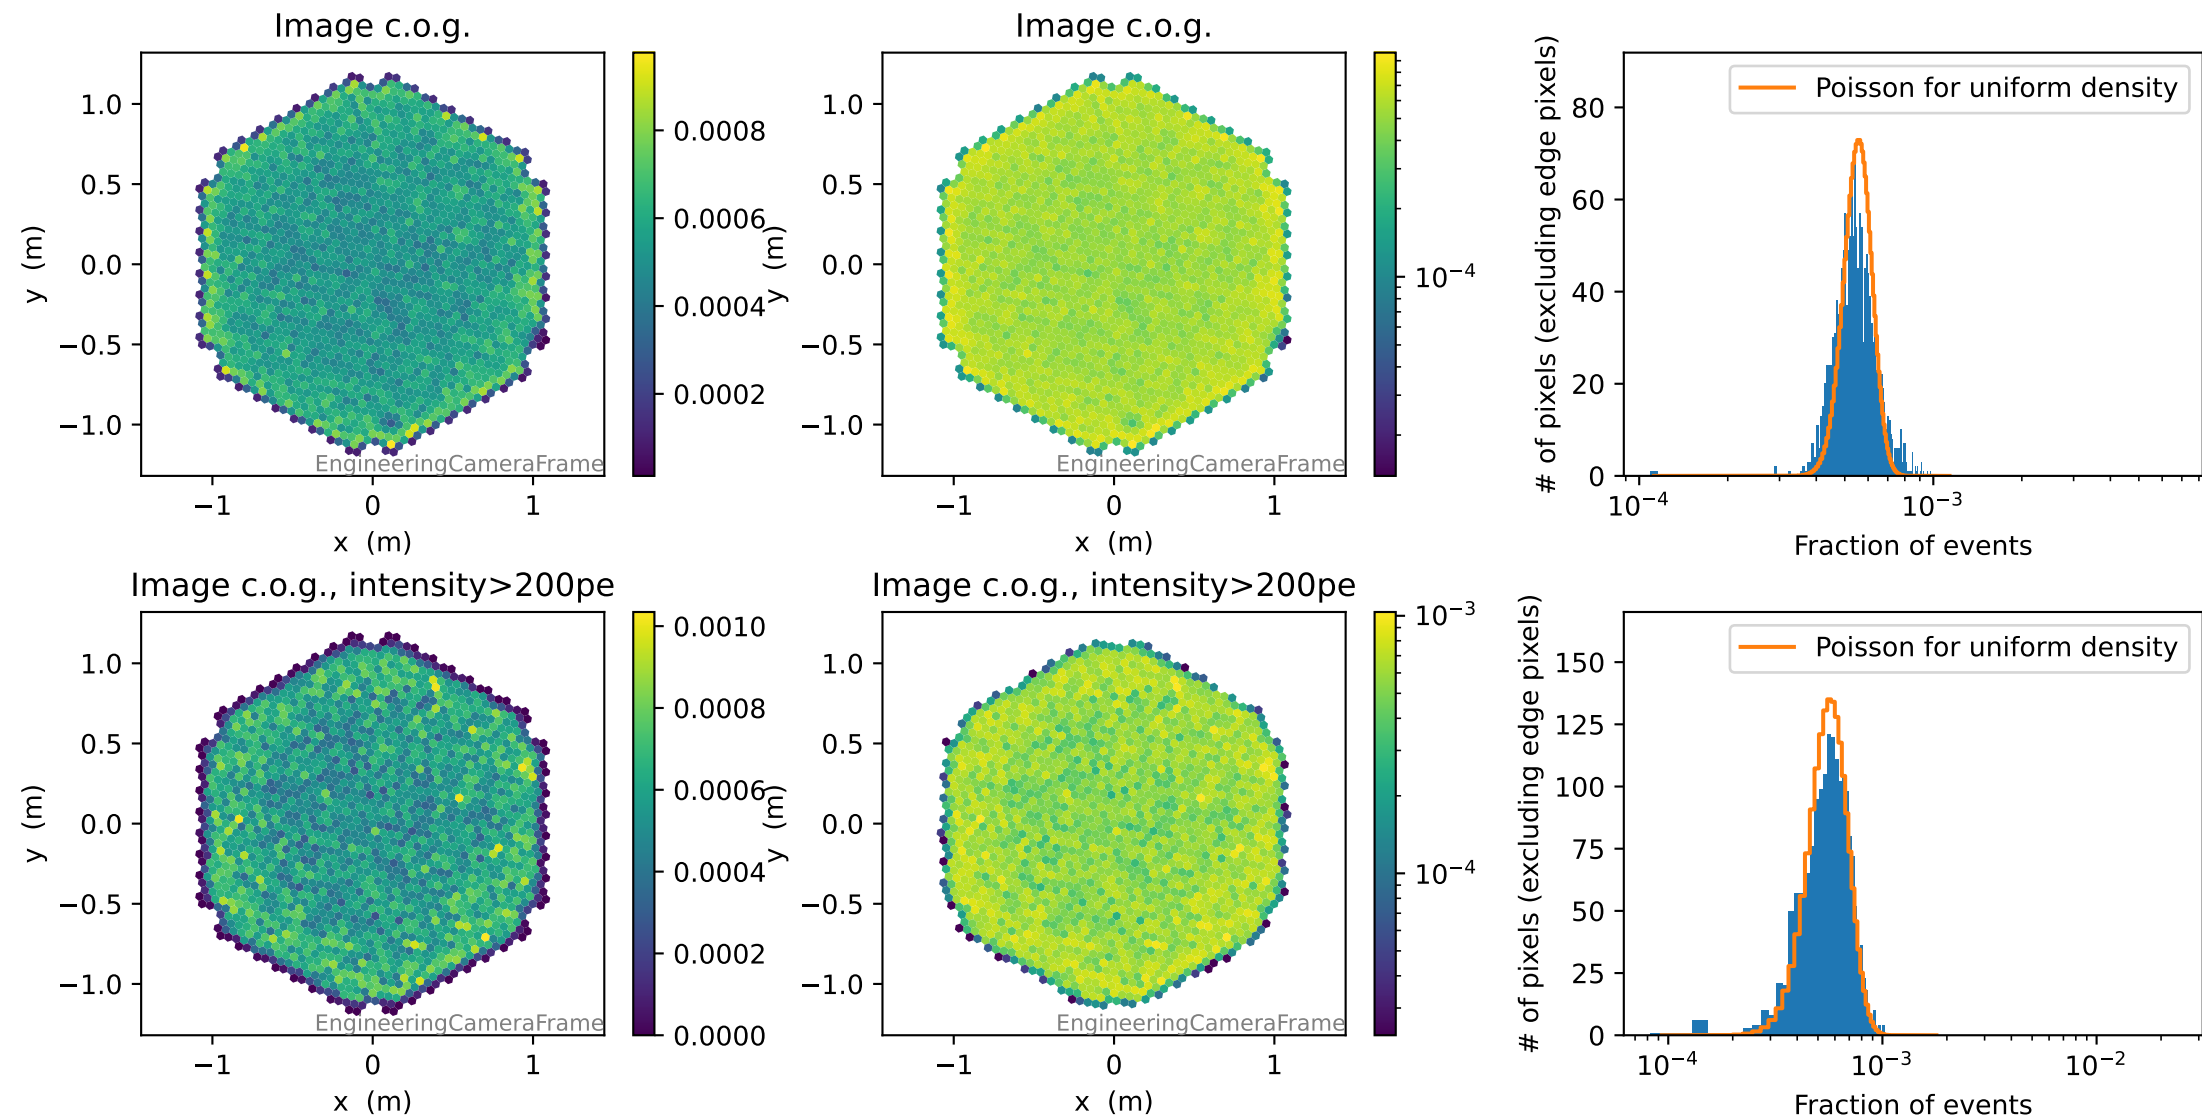 Image c.o.g.
y (m)
1.0
0.5
0.0
−0.5
−1.0
−1
0
1
x (m)
EngineeringCameraFrame
0.0008
0.0006
0.0004
0.0002
Image c.o.g.
y (m)
1.0
0.5
0.0
−0.5
−1.0
−1
0
1
x (m)
EngineeringCameraFrame
10⁻⁴
# of pixels (excluding edge pixels)
80
60
40
20
0
Poisson for uniform density
10⁻⁴
10⁻³
Fraction of events
Image c.o.g., intensity>200pe
y (m)
1.0
0.5
0.0
−0.5
−1.0
−1
0
1
x (m)
EngineeringCameraFrame
0.0010
0.0008
0.0006
0.0004
0.0002
0.0000
Image c.o.g., intensity>200pe
y (m)
1.0
0.5
0.0
−0.5
−1.0
−1
0
1
x (m)
EngineeringCameraFrame
10⁻³
10⁻⁴
# of pixels (excluding edge pixels)
150
125
100
75
50
25
0
Poisson for uniform density
10⁻⁴
10⁻³
10⁻²
Fraction of events